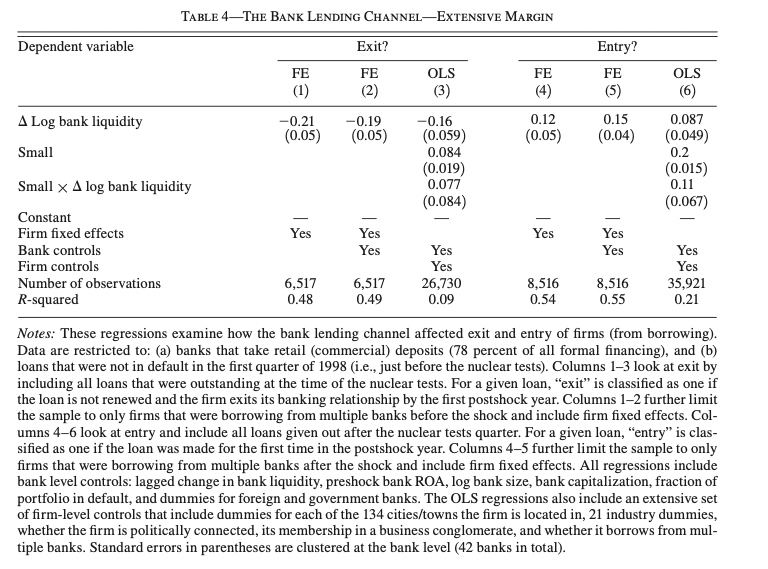 TABLE 4—THE BANK LENDING CHANNEL—EXTENSIVE MARGIN
Dependent variable Exit? Entry?
FE FE OLS FE FE OLS
(1) (2) (3) (4) (5) (6)
Δ Log bank liquidity −0.21 −0.19 −0.16 0.12 0.15 0.087
(0.05) (0.05) (0.059) (0.05) (0.04) (0.049)
Small 0.084 0.2
(0.019) (0.015)
Small × Δ log bank liquidity 0.077 0.11
(0.084) (0.067)
Constant — — — — — —
Firm fixed effects Yes Yes Yes Yes
Bank controls Yes Yes Yes Yes
Firm controls Yes Yes
Number of observations 6,517 6,517 26,730 8,516 8,516 35,921
R-squared 0.48 0.49 0.09 0.54 0.55 0.21
Notes: These regressions examine how the bank lending channel affected exit and entry of firms (from borrowing).
Data are restricted to: (a) banks that take retail (commercial) deposits (78 percent of all formal financing), and (b)
loans that were not in default in the first quarter of 1998 (i.e., just before the nuclear tests). Columns 1–3 look at exit by
including all loans that were outstanding at the time of the nuclear tests. For a given loan, “exit” is classified as one if
the loan is not renewed and the firm exits its banking relationship by the first postshock year. Columns 1–2 further limit
the sample to only firms that were borrowing from multiple banks before the shock and include firm fixed effects. Col-
umns 4–6 look at entry and include all loans given out after the nuclear tests quarter. For a given loan, “entry” is clas-
sified as one if the loan was made for the first time in the postshock year. Columns 4–5 further limit the sample to only
firms that were borrowing from multiple banks after the shock and include firm fixed effects. All regressions include
bank level controls: lagged change in bank liquidity, preshock bank ROA, log bank size, bank capitalization, fraction of
portfolio in default, and dummies for foreign and government banks. The OLS regressions also include an extensive set
of firm-level controls that include dummies for each of the 134 cities/towns the firm is located in, 21 industry dummies,
whether the firm is politically connected, its membership in a business conglomerate, and whether it borrows from mul-
tiple banks. Standard errors in parentheses are clustered at the bank level (42 banks in total).